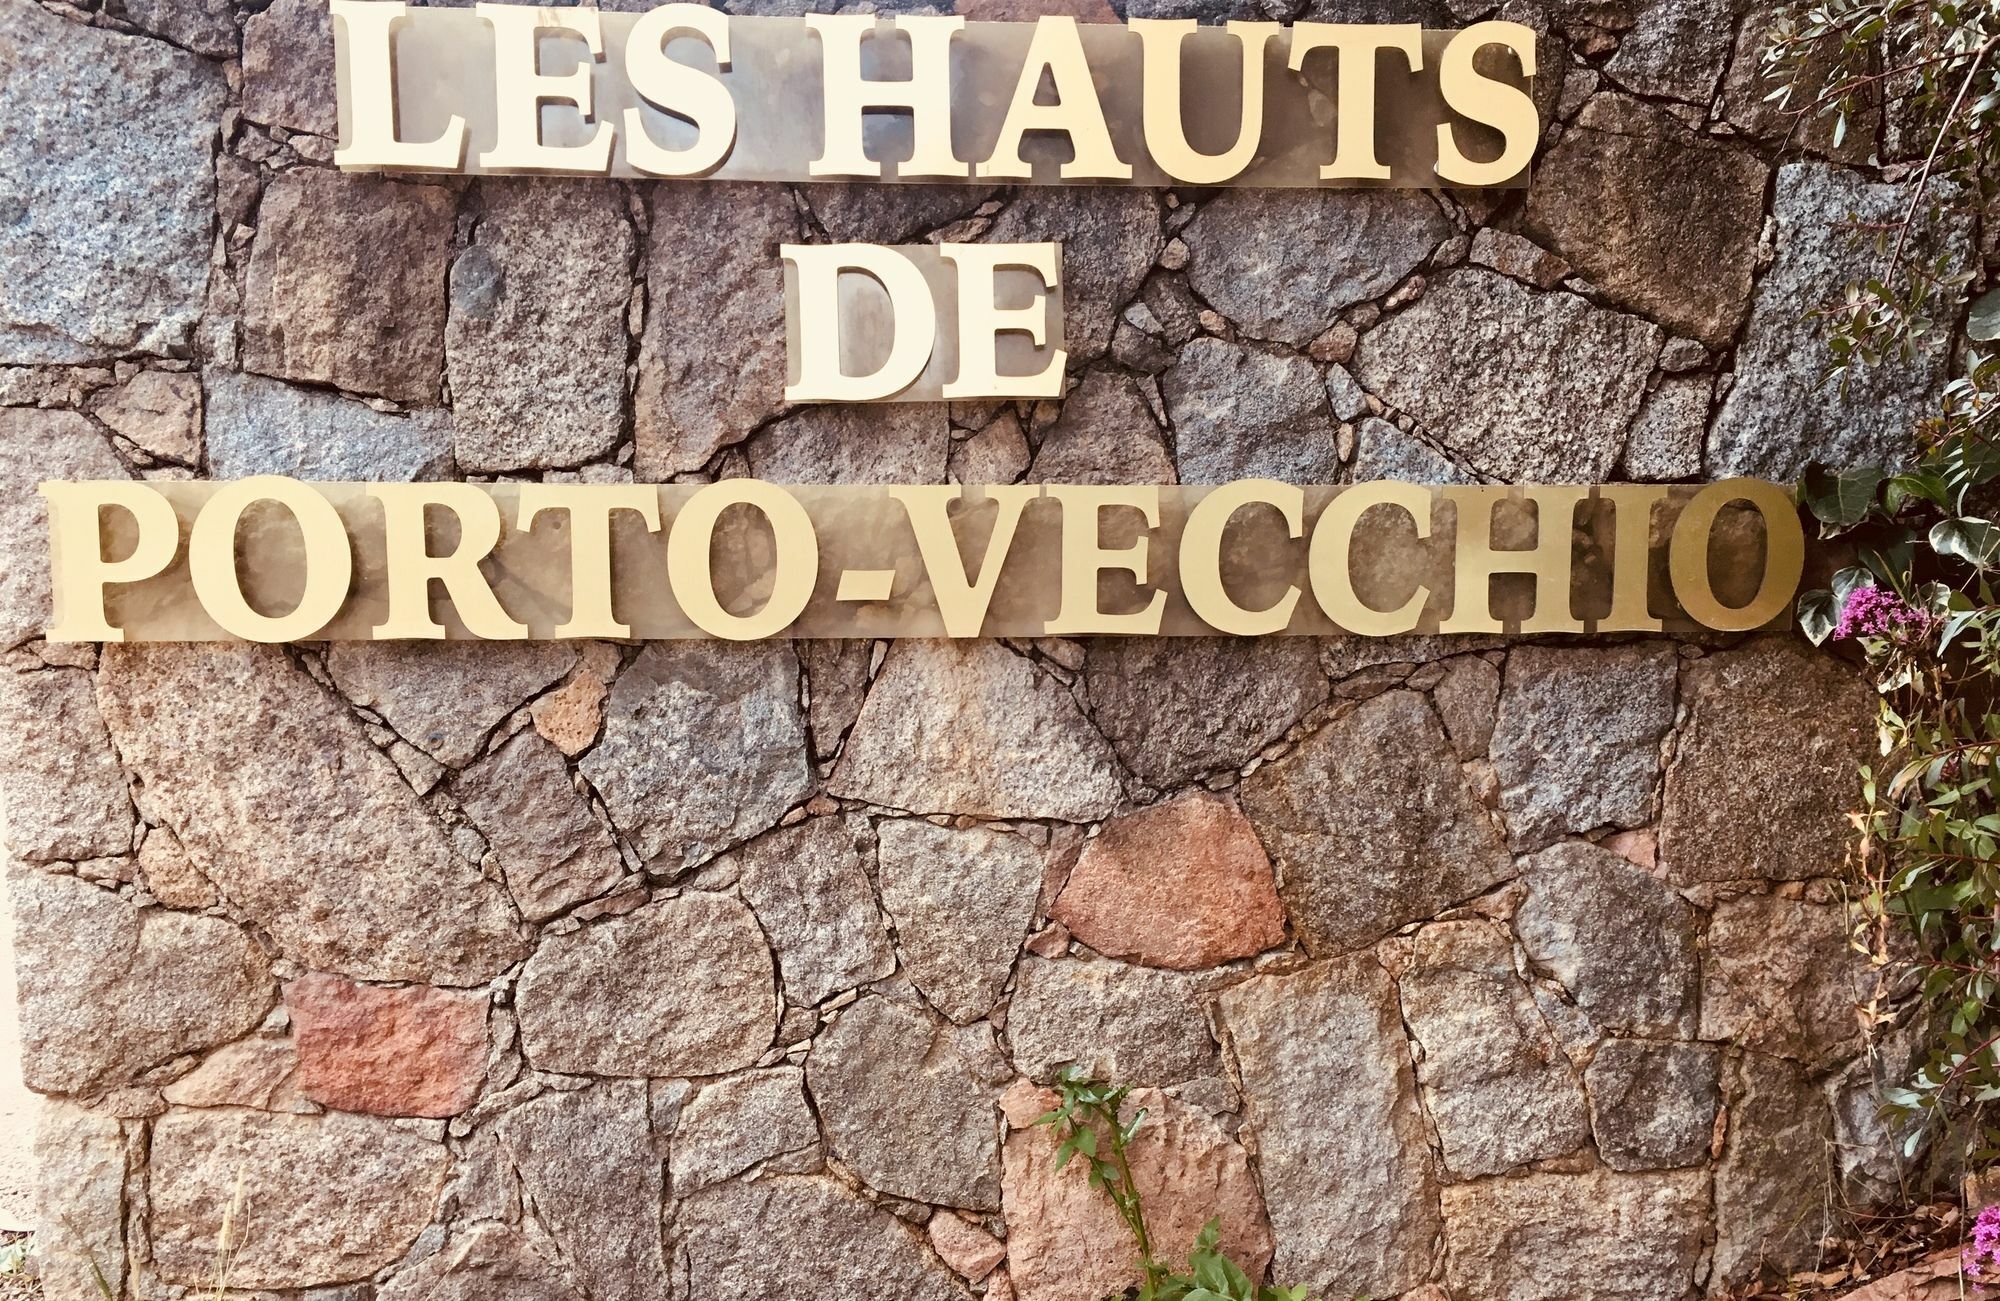 LES HAUTS
DE
PORTO-VECCHIO